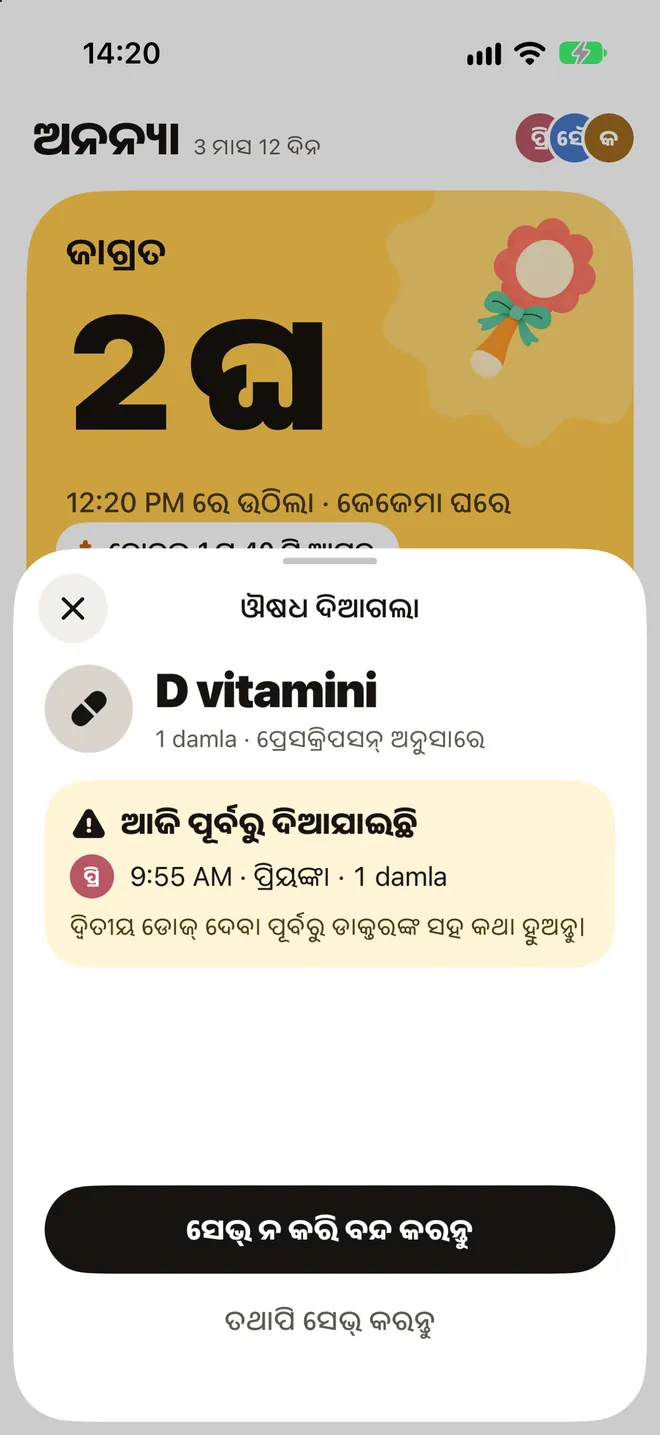 14:20
ଅନନ୍ୟା 3 ମାସ 12 ଦିନ
ପ୍ରି ସୌ କ
ଜାଗ୍ରତ
2 ଘ
12:20 PM ରେ ଉଠିଲା · ଜେଜେମା ଘରେ
ଔଷଧ ଦିଆଗଲା
D vitamini
1 damla · ପ୍ରେସକ୍ରିପସନ୍ ଅନୁସାରେ
ଆଜି ପୂର୍ବରୁ ଦିଆଯାଇଛି
ପ୍ରି 9:55 AM · ପ୍ରିୟଙ୍କା · 1 damla
ଦ୍ୱିତୀୟ ଡୋଜ୍ ଦେବା ପୂର୍ବରୁ ଡାକ୍ତରଙ୍କ ସହ କଥା ହୁଅନ୍ତୁ।
ସେଭ୍ ନ କରି ବନ୍ଦ କରନ୍ତୁ
ତଥାପି ସେଭ୍ କରନ୍ତୁ